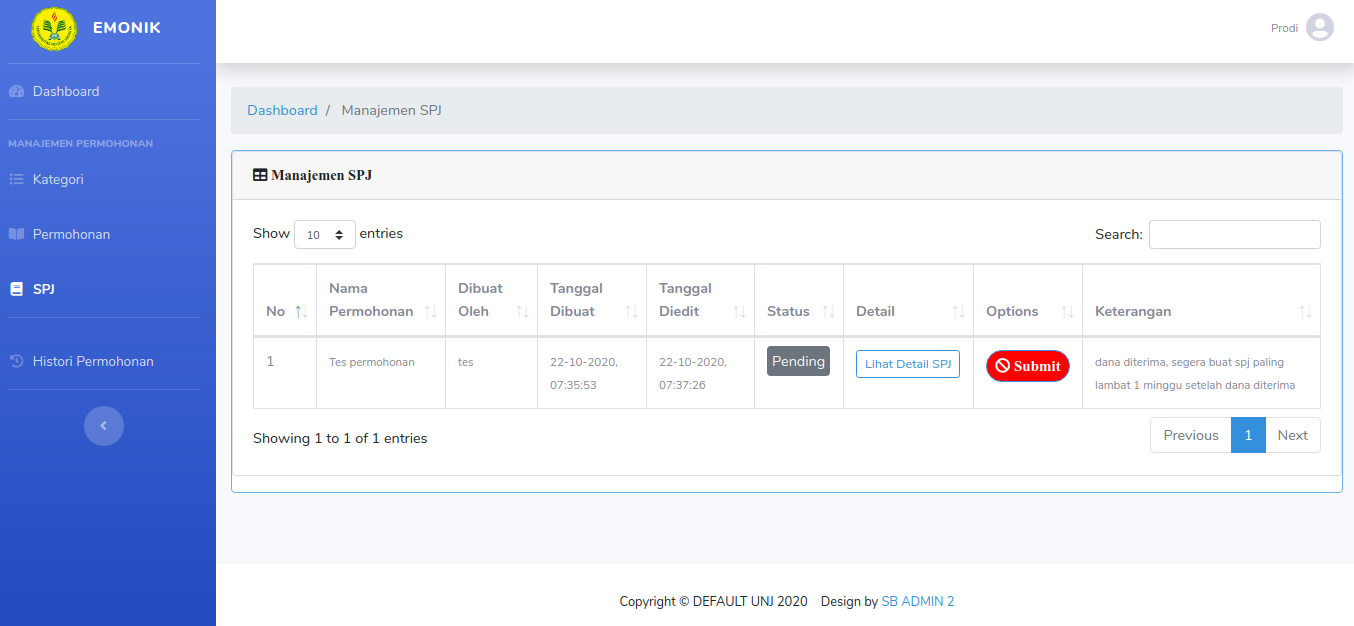 EMONIK
Prodi
Dashboard
MANAJEMEN PERMOHONAN
Kategori
Permohonan
SPJ
Histori Permohonan
Dashboard / Manajemen SPJ
Manajemen SPJ
Show 10 entries
Search:
No
Nama
Permohonan
Dibuat
Oleh
Tanggal
Dibuat
Tanggal
Diedit
Status
Detail
Options
Keterangan
1
Tes permohonan
tes
22-10-2020,
07:35:53
22-10-2020,
07:37:26
Pending
Lihat Detail SPJ
Submit
dana diterima, segera buat spj paling
lambat 1 minggu setelah dana diterima
Showing 1 to 1 of 1 entries
Previous 1 Next
Copyright © DEFAULT UNJ 2020 Design by SB ADMIN 2